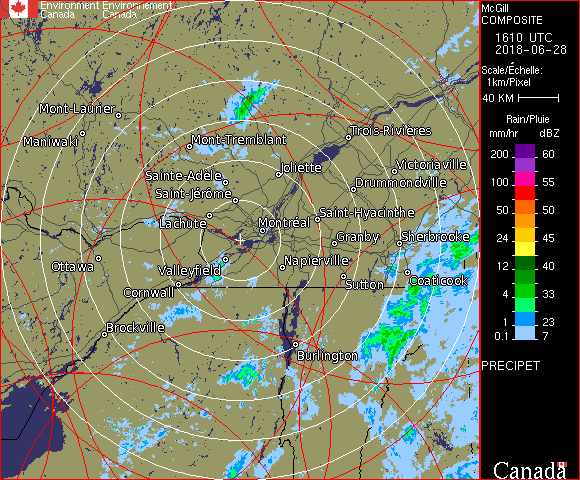 Environment Environnement
Canada Canada
McGill
COMPOSITE
1610 UTC
2018-06-28
Scale/Échelle:
1km/Pixel
40 KM
Rain/Pluie
mm/hr dBZ
200 60
100 55
50 50
24 45
12 40
4 33
1 23
0.1 7
PRECIPET
Canada
Mont-Laurier
Maniwaki
Mont-Tremblant
Trois-Rivières
Sainte-Adèle
Joliette
Victoriaville
Saint-Jérôme
Drummondville
Lachute
Montréal
Saint-Hyacinthe
Granby
Sherbrooke
Ottawa
Valleyfield
Napierville
Sutton
Coaticook
Cornwall
Brockville
Burlington